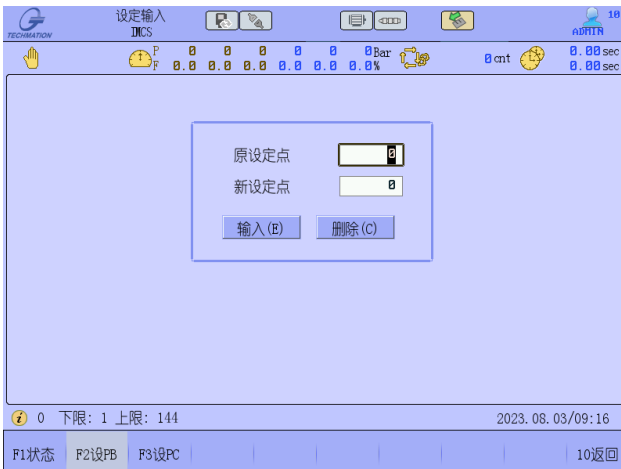 TECHMATION
设定输入
IMCS
ADMIN
10
P 0 0 0 0 0 0Bar
F 0.0 0.0 0.0 0.0 0.0 0.0%
0cnt
0.00sec
0.00sec
原设定点 0
新设定点 0
输入(E) 删除(C)
0 下限: 1 上限: 144
2023.08.03/09:16
F1状态 F2设PB F3设PC 10返回